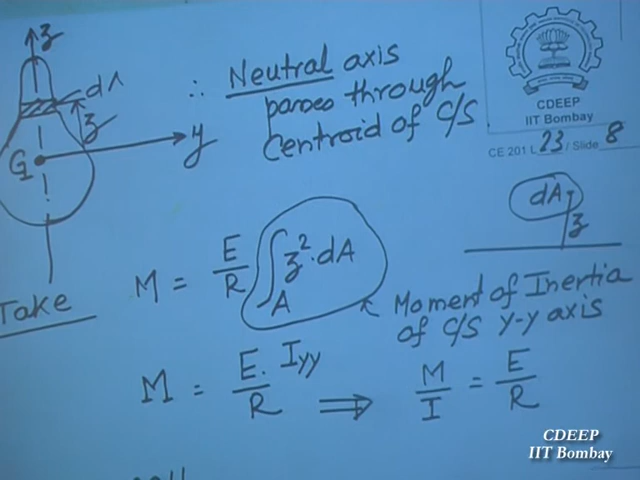 z
dA
z
G
y
∴ Neutral axis
passes through
Centroid of C/S
CDEEP
IIT Bombay
CE 201 L 23 / Slide 8
dA
z
Take
M = E/R ∫_A z².dA
Moment of Inertia
of C/S y-y axis
M = E. Iyy / R ⟹ M/I = E/R
CDEEP
IIT Bombay